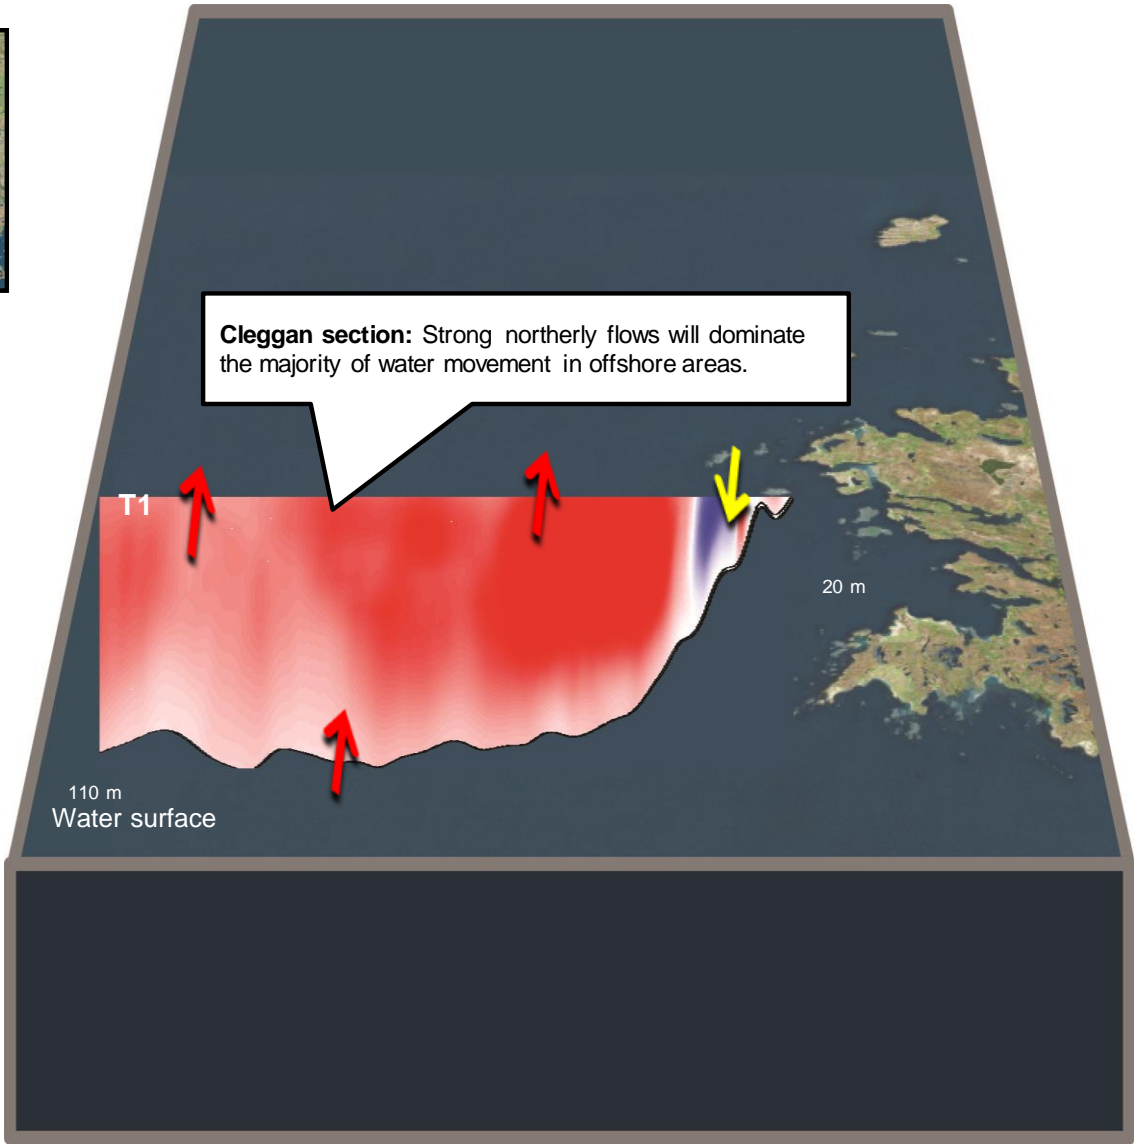 Cleggan section: Strong northerly flows will dominate
the majority of water movement in offshore areas.
T1
20 m
110 m
Water surface